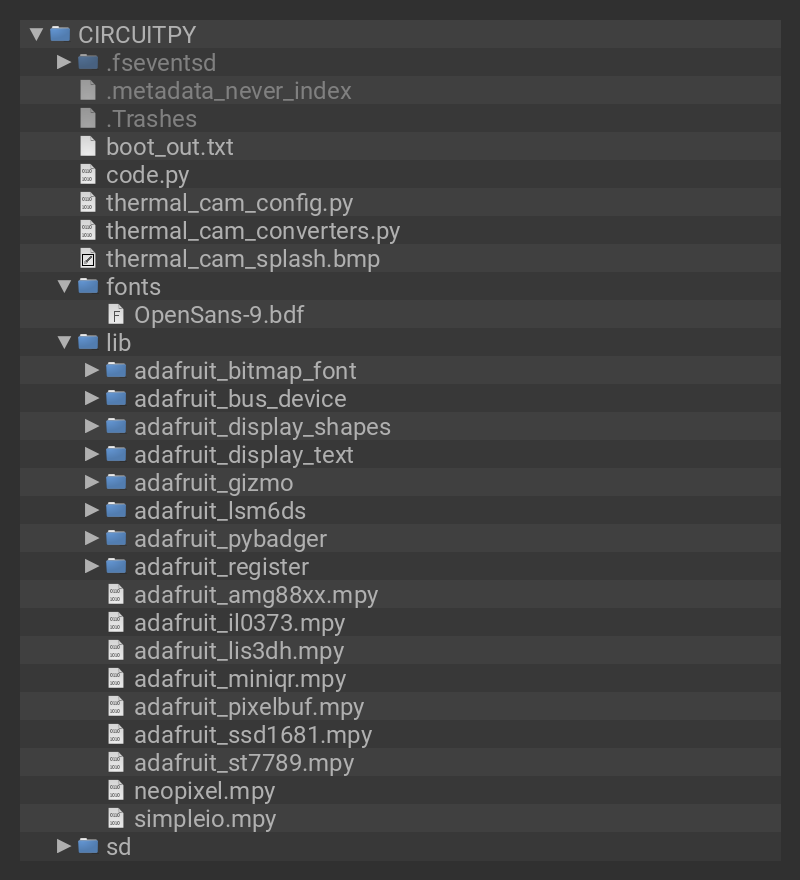 CIRCUITPY
.fseventsd
.metadata_never_index
.Trashes
boot_out.txt
code.py
thermal_cam_config.py
thermal_cam_converters.py
thermal_cam_splash.bmp
fonts
OpenSans-9.bdf
lib
adafruit_bitmap_font
adafruit_bus_device
adafruit_display_shapes
adafruit_display_text
adafruit_gizmo
adafruit_lsm6ds
adafruit_pybadger
adafruit_register
adafruit_amg88xx.mpy
adafruit_il0373.mpy
adafruit_lis3dh.mpy
adafruit_miniqr.mpy
adafruit_pixelbuf.mpy
adafruit_ssd1681.mpy
adafruit_st7789.mpy
neopixel.mpy
simpleio.mpy
sd